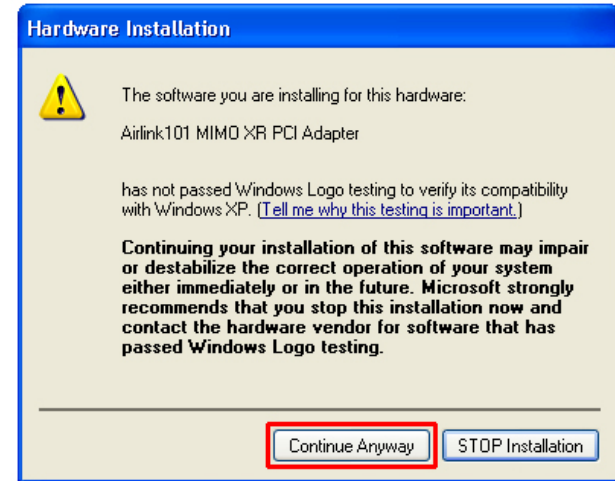 Hardware Installation
The software you are installing for this hardware:
Airlink101 MIMO XR PCI Adapter
has not passed Windows Logo testing to verify its compatibility
with Windows XP. (Tell me why this testing is important.)
Continuing your installation of this software may impair
or destabilize the correct operation of your system
either immediately or in the future. Microsoft strongly
recommends that you stop this installation now and
contact the hardware vendor for software that has
passed Windows Logo testing.
Continue Anyway
STOP Installation